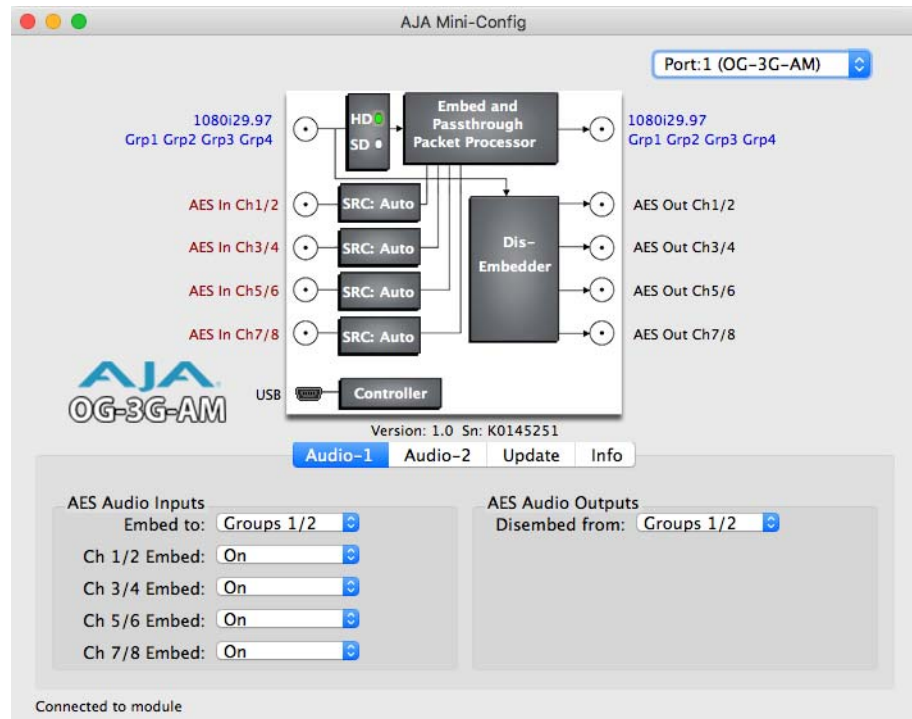 AJA Mini-Config
Port:1 (OG-3G-AM)
1080i29.97
Grp1 Grp2 Grp3 Grp4
HD
SD
Embed and
Passthrough
Packet Processor
1080i29.97
Grp1 Grp2 Grp3 Grp4
AES In Ch1/2
SRC: Auto
AES Out Ch1/2
AES In Ch3/4
SRC: Auto
Dis-
Embedder
AES Out Ch3/4
AES In Ch5/6
SRC: Auto
AES Out Ch5/6
AES In Ch7/8
SRC: Auto
AES Out Ch7/8
AJA
OG-3G-AM
USB
Controller
Version: 1.0 Sn: K0145251
Audio-1 Audio-2 Update Info
AES Audio Inputs
Embed to: Groups 1/2
Ch 1/2 Embed: On
Ch 3/4 Embed: On
Ch 5/6 Embed: On
Ch 7/8 Embed: On
AES Audio Outputs
Disembed from: Groups 1/2
Connected to module